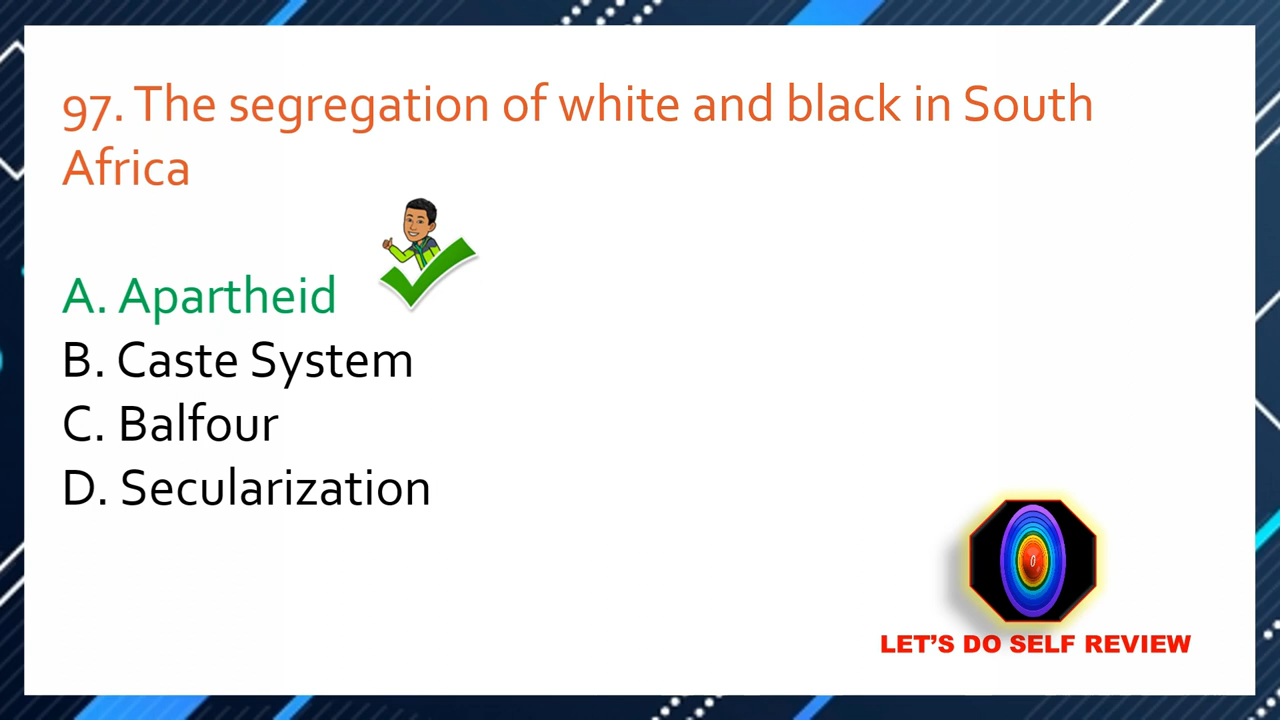 97. The segregation of white and black in South
Africa
A. Apartheid
B. Caste System
C. Balfour
D. Secularization
0
LET'S DO SELF REVIEW